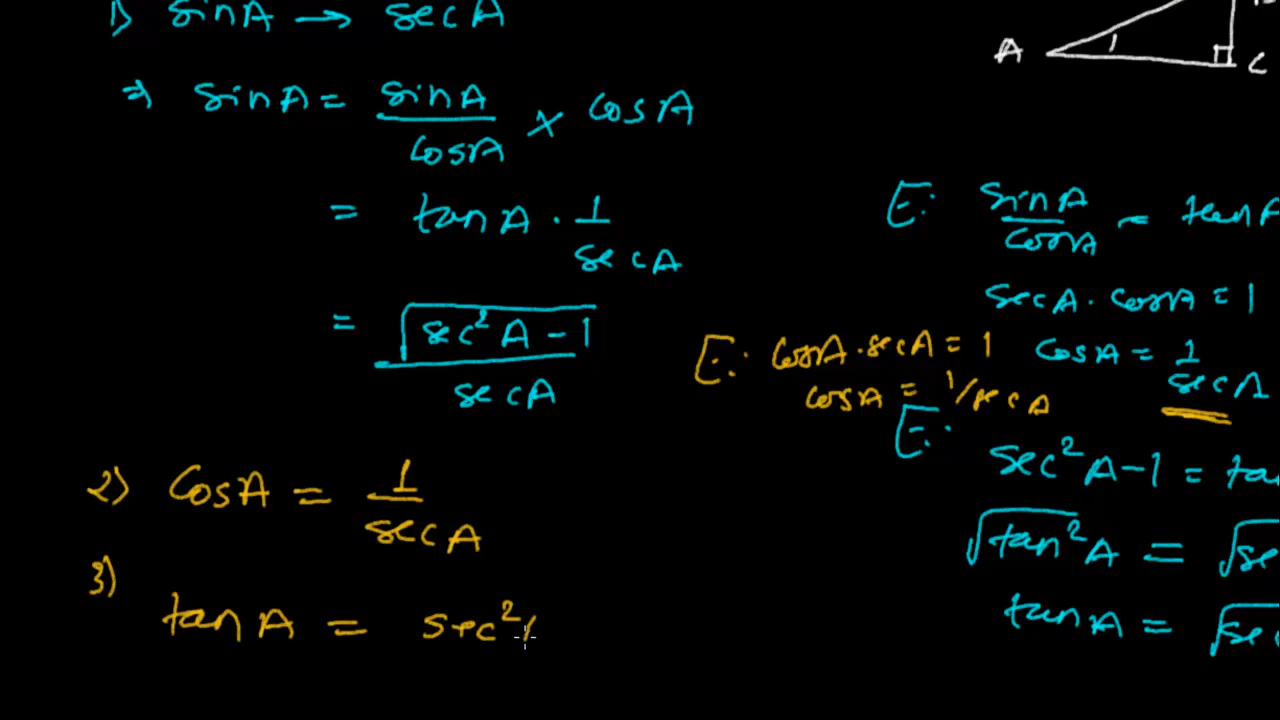 1) sinA → secA
A
C
⇒ sinA = sinA/cosA × cosA
= tanA · 1/secA
= √(sec²A - 1)/secA
2) CosA = 1/secA
3)
tanA = sec²
E: sinA/cosA = tanA
secA · cosA = 1
E: cosA · secA = 1
cosA = 1/secA
cosA = 1/secA
E:
sec²A - 1 = ta
√tan²A = √se
tanA = √se